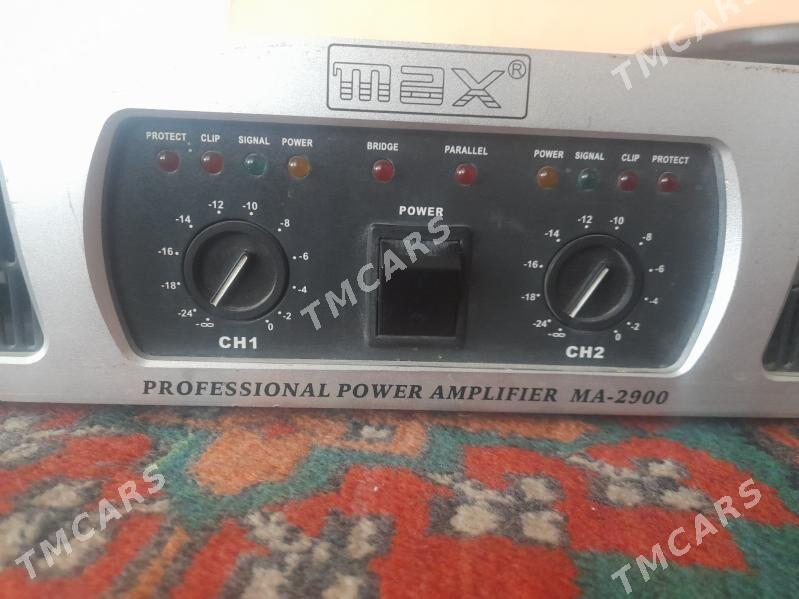 max®
PROTECT CLIP SIGNAL POWER BRIDGE PARALLEL POWER SIGNAL CLIP PROTECT
POWER
-∞ -24 -18 -16 -14 -12 -10 -8 -6 -4 -2 0
CH1
-∞ -24 -18 -16 -14 -12 -10 -8 -6 -4 -2 0
CH2
PROFESSIONAL POWER AMPLIFIER MA-2900
TMCARS
TMCARS
TMCARS
TMCARS
TMCARS
TMCARS